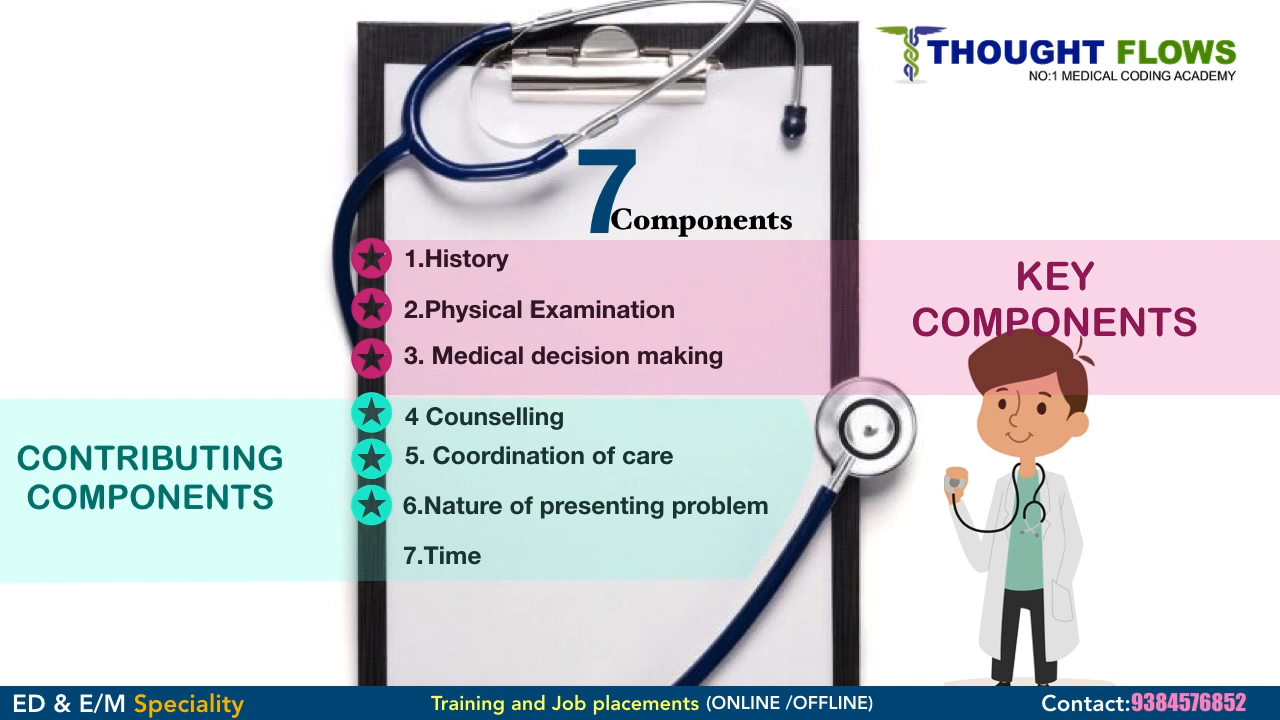 THOUGHT FLOWS
NO:1 MEDICAL CODING ACADEMY
7 Components
1.History
2.Physical Examination
3. Medical decision making
KEY
COMPONENTS
4 Counselling
5. Coordination of care
6.Nature of presenting problem
7.Time
CONTRIBUTING
COMPONENTS
ED & E/M Speciality
Training and Job placements (ONLINE /OFFLINE)
Contact:9384576852